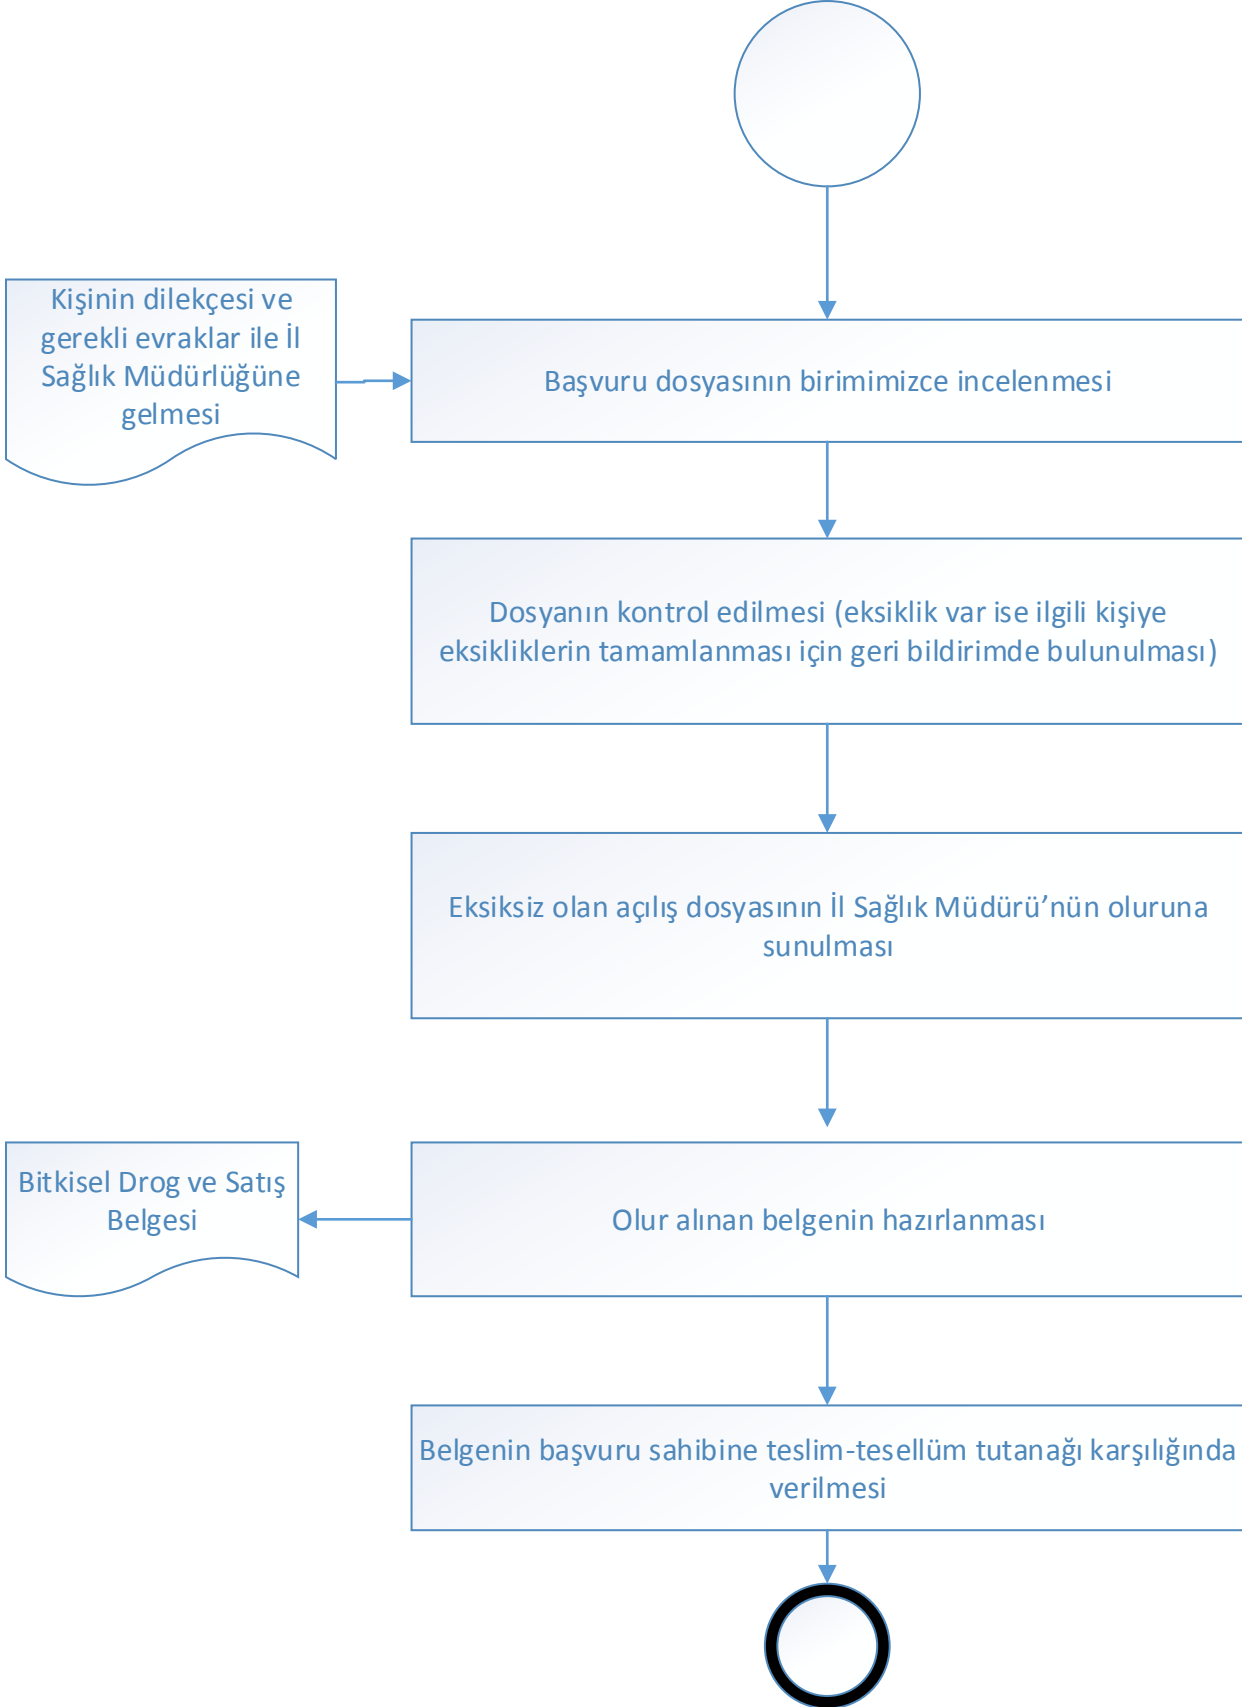 Kişinin dilekçesi ve
gerekli evraklar ile İl
Sağlık Müdürlüğüne
gelmesi
Başvuru dosyasının birimimizce incelenmesi
Dosyanın kontrol edilmesi (eksiklik var ise ilgili kişiye
eksikliklerin tamamlanması için geri bildirimde bulunulması)
Eksiksiz olan açılış dosyasının İl Sağlık Müdürü’nün oluruna
sunulması
Bitkisel Drog ve Satış
Belgesi
Olur alınan belgenin hazırlanması
Belgenin başvuru sahibine teslim-tesellüm tutanağı karşılığında
verilmesi